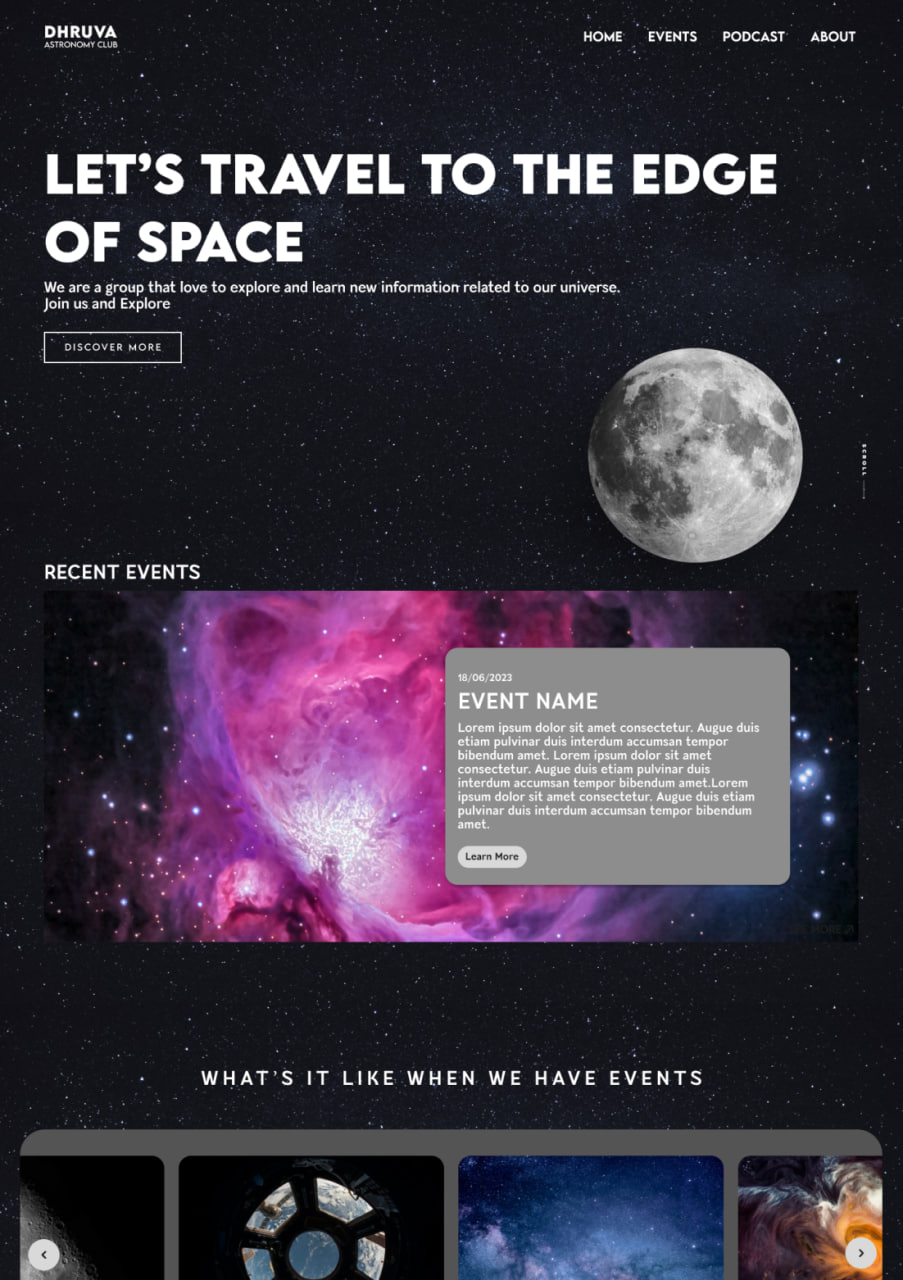 DHRUVA
ASTRONOMY CLUB
HOME EVENTS PODCAST ABOUT
LET’S TRAVEL TO THE EDGE
OF SPACE
We are a group that love to explore and learn new information related to our universe.
Join us and Explore
DISCOVER MORE
SCROLL
RECENT EVENTS
18/06/2023
EVENT NAME
Lorem ipsum dolor sit amet consectetur. Augue duis
etiam pulvinar duis interdum accumsan tempor
bibendum amet. Lorem ipsum dolor sit amet
consectetur. Augue duis etiam pulvinar duis
interdum accumsan tempor bibendum amet.Lorem
ipsum dolor sit amet consectetur. Augue duis etiam
pulvinar duis interdum accumsan tempor bibendum
amet.
Learn More
MORE
WHAT’S IT LIKE WHEN WE HAVE EVENTS